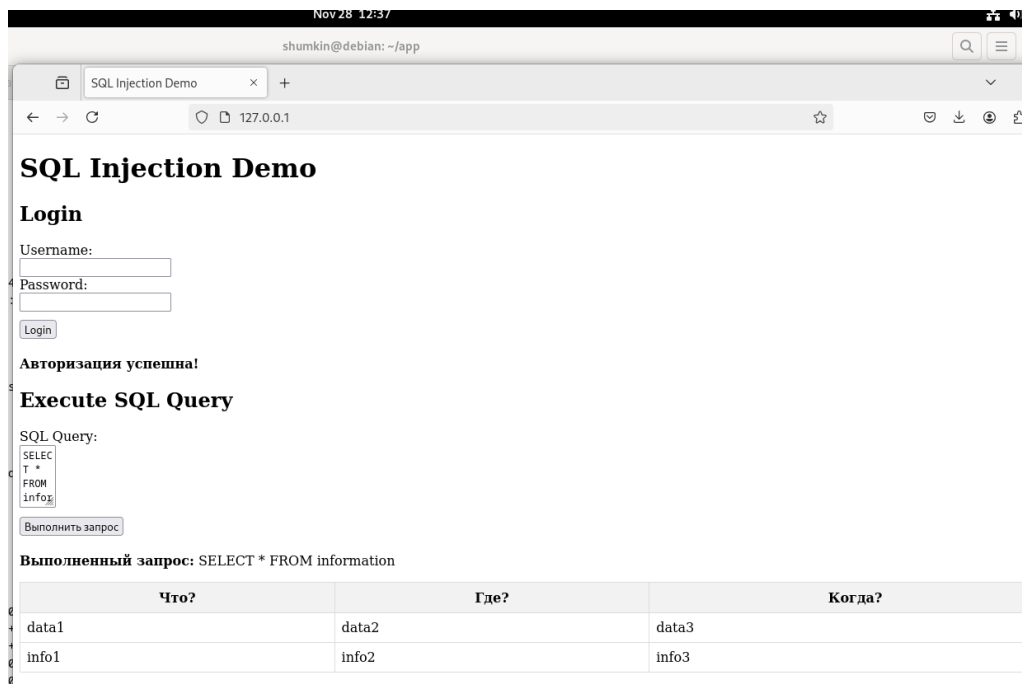 Nov 28 12:37
shumkin@debian: ~/app
SQL Injection Demo
127.0.0.1
SQL Injection Demo
Login
Username:
Password:
Login
Авторизация успешна!
Execute SQL Query
SQL Query:
SELEC
T *
FROM
infor
Выполнить запрос
Выполненный запрос: SELECT * FROM information
Что? Где? Когда?
data1 data2 data3
info1 info2 info3